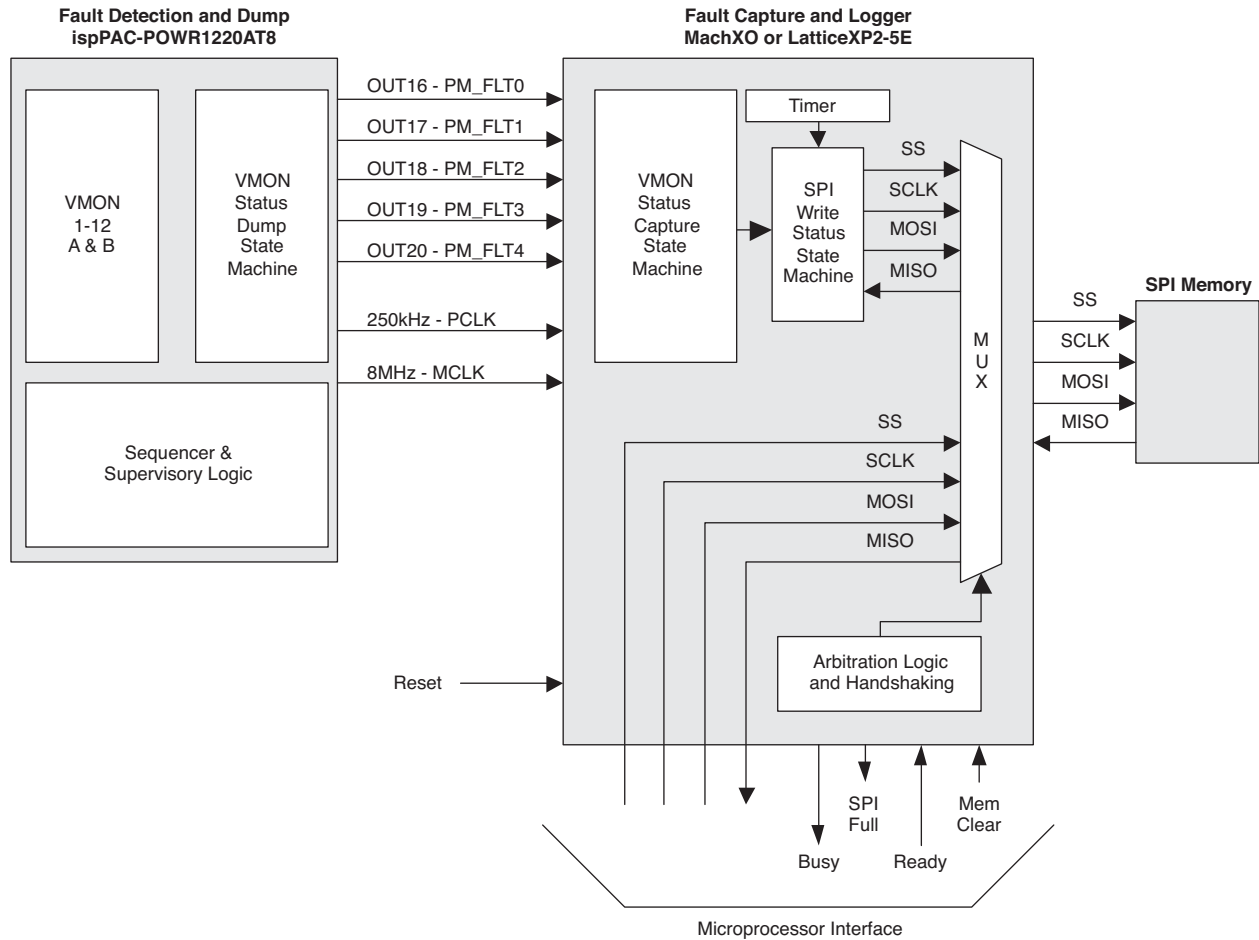 Fault Detection and Dump
ispPAC-POWR1220AT8
Fault Capture and Logger
MachXO or LatticeXP2-5E
VMON
1-12
A & B
VMON
Status
Dump
State
Machine
Sequencer &
Supervisory Logic
OUT16 - PM_FLT0
OUT17 - PM_FLT1
OUT18 - PM_FLT2
OUT19 - PM_FLT3
OUT20 - PM_FLT4
250kHz - PCLK
8MHz - MCLK
Reset
VMON
Status
Capture
State
Machine
Timer
SPI
Write
Status
State
Machine
SS
SCLK
MOSI
MISO
M
U
X
SS
SCLK
MOSI
MISO
Arbitration Logic
and Handshaking
SPI Memory
SS
SCLK
MOSI
MISO
Busy
SPI
Full
Ready
Mem
Clear
Microprocessor Interface